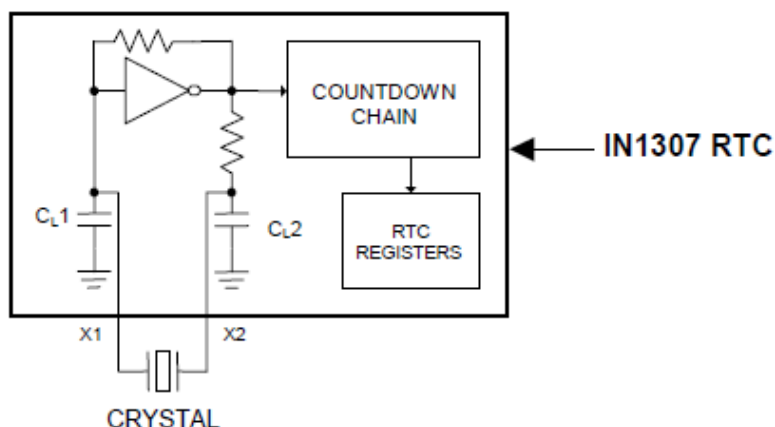 COUNTDOWN
CHAIN
IN1307 RTC
CL1
CL2
RTC
REGISTERS
X1
X2
CRYSTAL